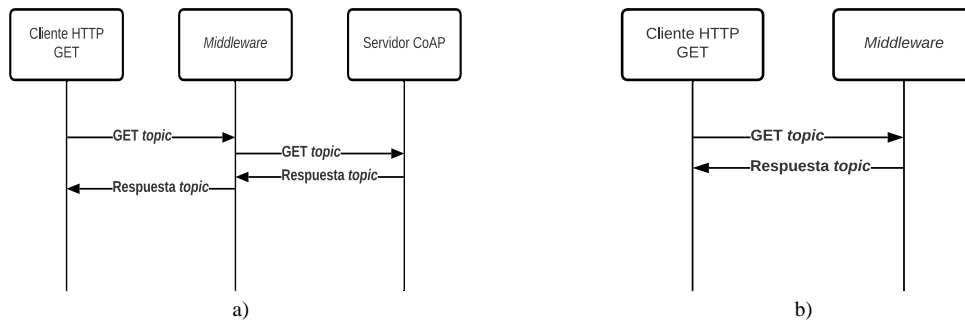 Cliente HTTP
GET
Middleware
Servidor CoAP
GET topic
GET topic
Respuesta topic
Respuesta topic
a)
Cliente HTTP
GET
Middleware
GET topic
Respuesta topic
b)